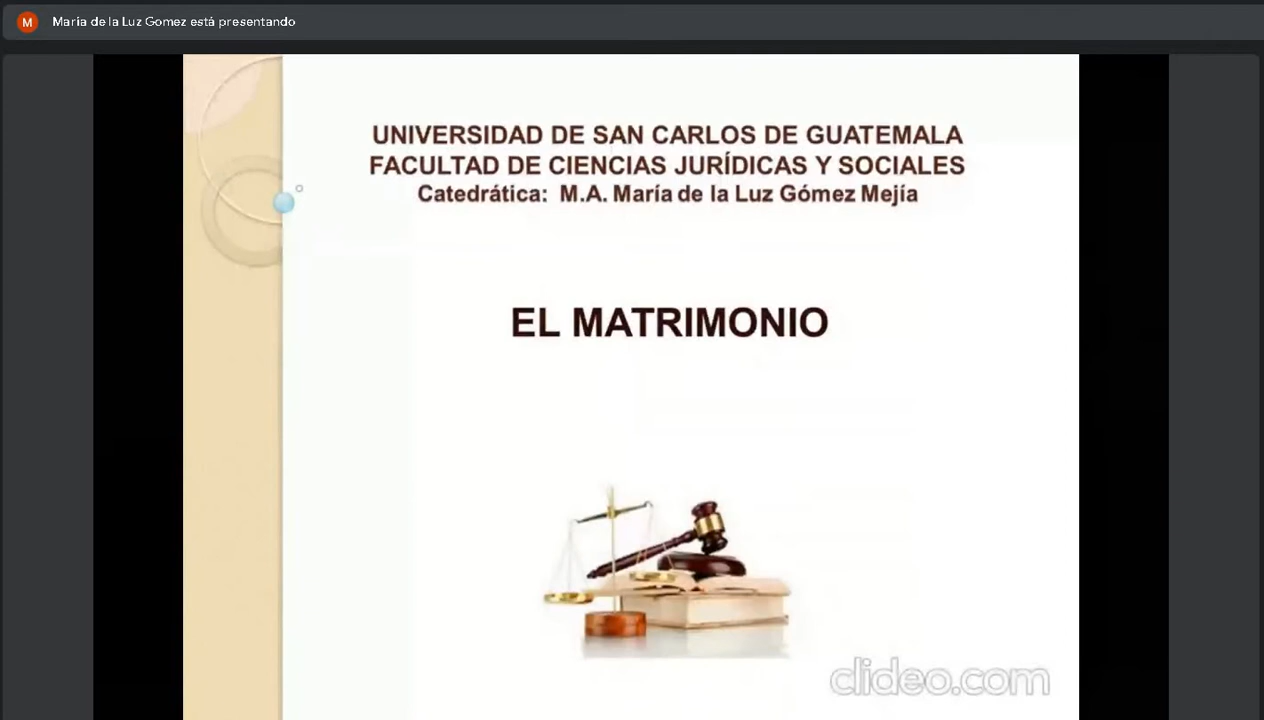 M
Maria de la Luz Gomez está presentando
UNIVERSIDAD DE SAN CARLOS DE GUATEMALA
FACULTAD DE CIENCIAS JURÍDICAS Y SOCIALES
Catedrática: M.A. María de la Luz Gómez Mejía
EL MATRIMONIO
clideo.com